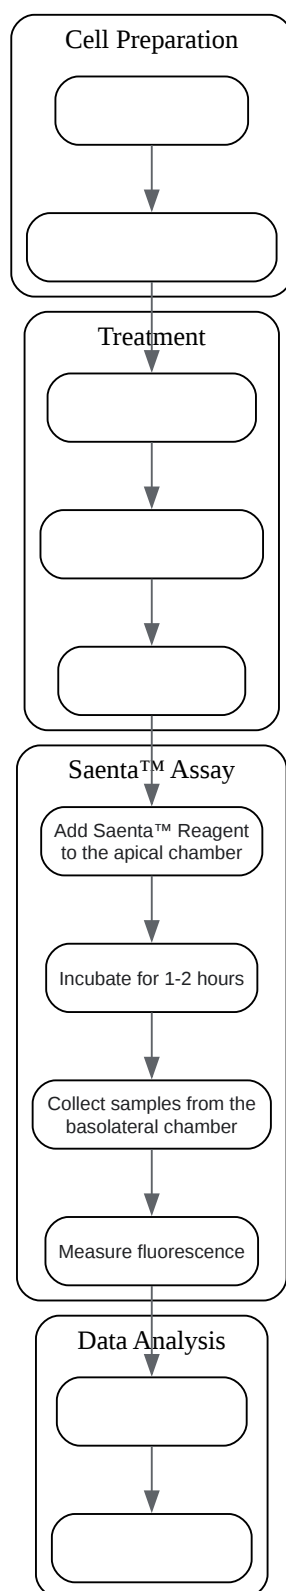 Cell Preparation
Treatment
Saenta™ Assay
Add Saenta™ Reagent
to the apical chamber
Incubate for 1-2 hours
Collect samples from the
basolateral chamber
Measure fluorescence
Data Analysis